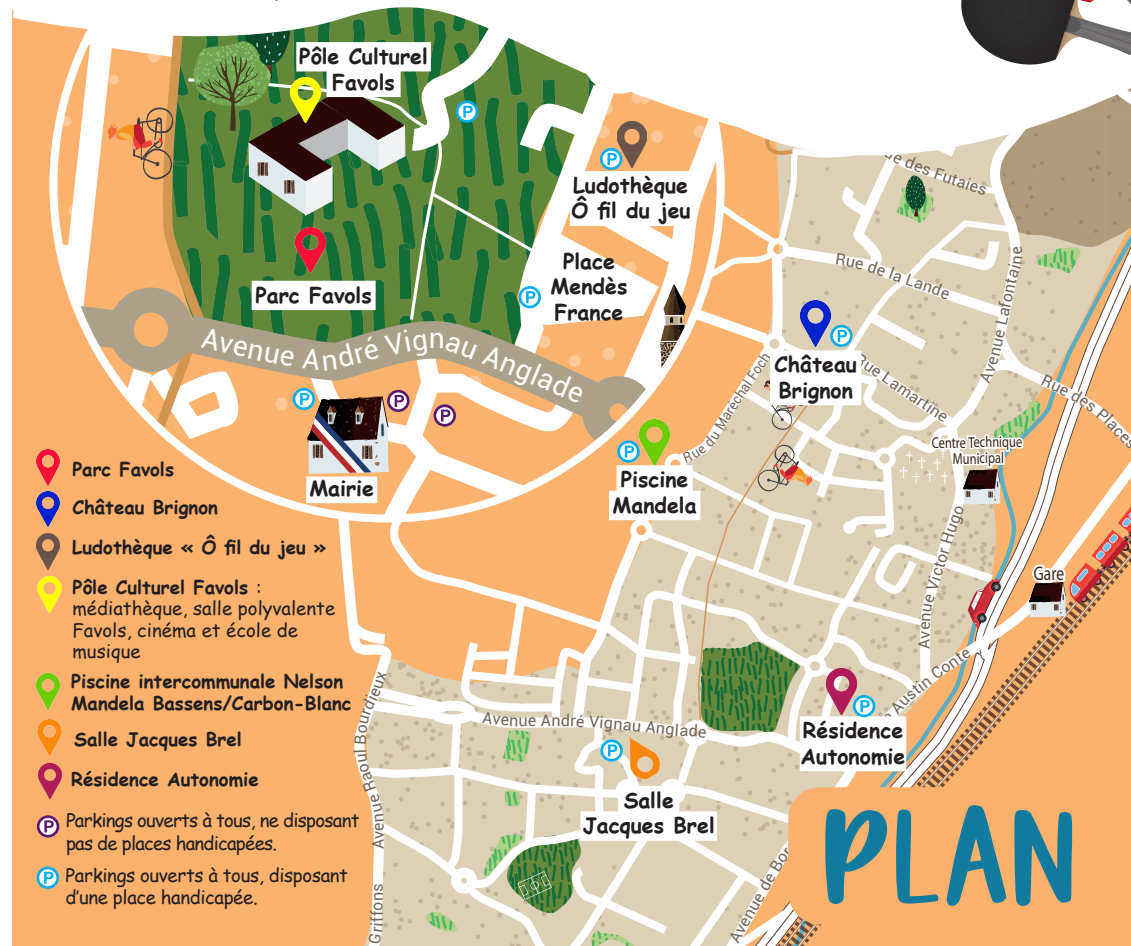 Pôle Culturel
Favols
P
P
Ludothèque
Ô fil du jeu
Parc Favols
Place
Mendès
France
P
Avenue André Vignau Anglade
P
P
P
Mairie
des Futaies
Rue de la Lande
Avenue Lafontaine
P
Château
Brignon
Rue Lamartine
Rue des Places
Rue du Maréchal Foch
P
Piscine
Mandela
Centre Technique
Municipal
Avenue Victor Hugo
Gare
Austin Conte
P
Résidence
Autonomie
Avenue André Vignau Anglade
P
Salle
Jacques Brel
Avenue Raoul Bourdieux
Griffons
Avenue de Bor
Parc Favols
Château Brignon
Ludothèque « Ô fil du jeu »
Pôle Culturel Favols :
médiathèque, salle polyvalente
Favols, cinéma et école de
musique
Piscine intercommunale Nelson
Mandela Bassens/Carbon-Blanc
Salle Jacques Brel
Résidence Autonomie
P Parkings ouverts à tous, ne disposant
pas de places handicapées.
P Parkings ouverts à tous, disposant
d'une place handicapée.
PLAN